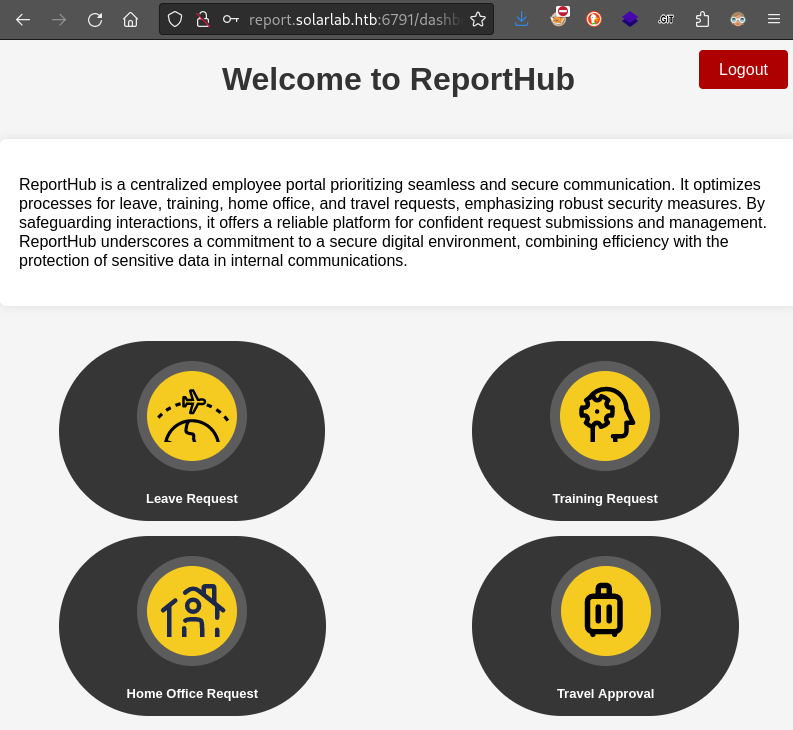 report.solarlab.htb:6791/dashb
.GIT
Welcome to ReportHub
Logout
ReportHub is a centralized employee portal prioritizing seamless and secure communication. It optimizes
processes for leave, training, home office, and travel requests, emphasizing robust security measures. By
safeguarding interactions, it offers a reliable platform for confident request submissions and management.
ReportHub underscores a commitment to a secure digital environment, combining efficiency with the
protection of sensitive data in internal communications.
Leave Request
Training Request
Home Office Request
Travel Approval